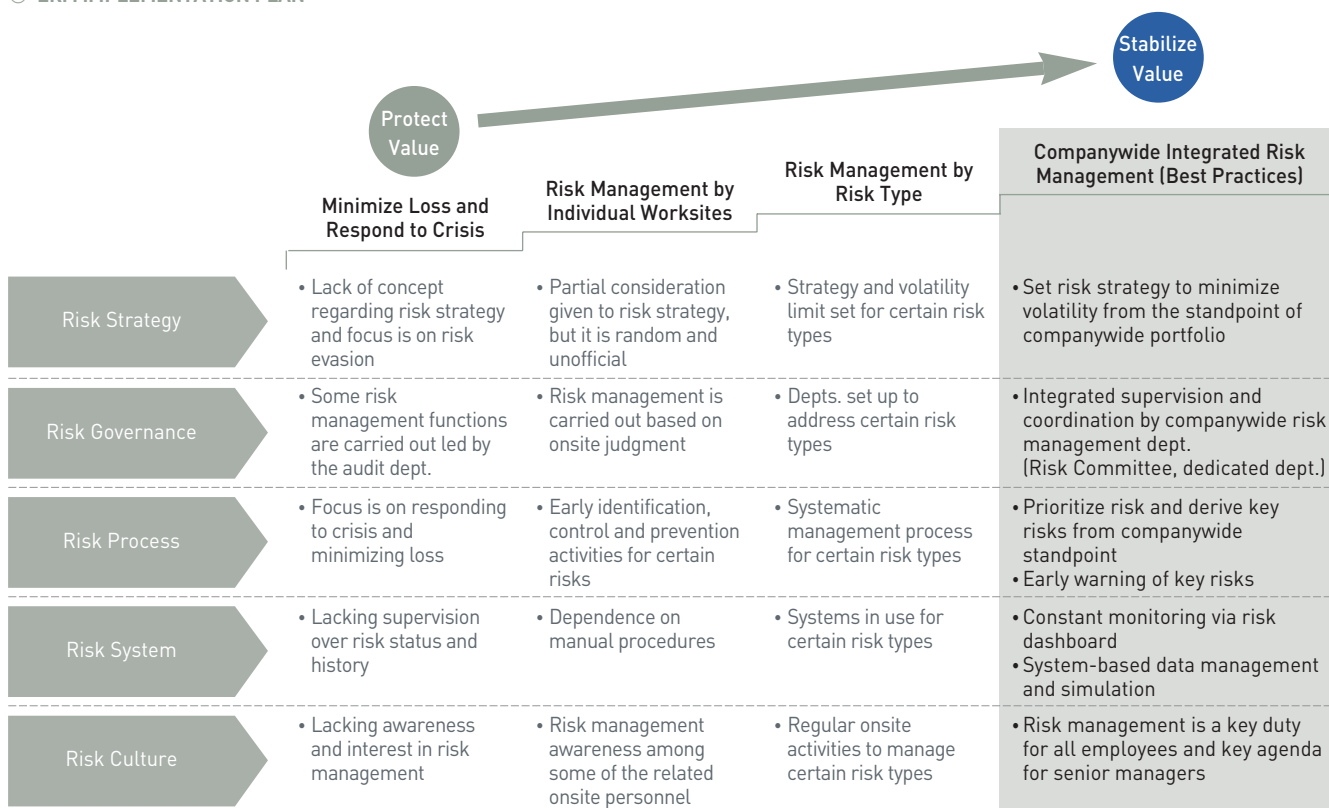 Stabilize
Value
Protect
Value
Minimize Loss and
Respond to Crisis
Risk Management by
Individual Worksites
Risk Management by
Risk Type
Companywide Integrated Risk
Management (Best Practices)
Risk Strategy
• Lack of concept
regarding risk strategy
and focus is on risk
evasion
• Partial consideration
given to risk strategy,
but it is random and
unofficial
• Strategy and volatility
limit set for certain risk
types
• Set risk strategy to minimize
volatility from the standpoint of
companywide portfolio
Risk Governance
• Some risk
management functions
are carried out led by
the audit dept.
• Risk management is
carried out based on
onsite judgment
• Depts. set up to
address certain risk
types
• Integrated supervision and
coordination by companywide risk
management dept.
(Risk Committee, dedicated dept.)
Risk Process
• Focus is on responding
to crisis and
minimizing loss
• Early identification,
control and prevention
activities for certain
risks
• Systematic
management process
for certain risk types
• Prioritize risk and derive key
risks from companywide
standpoint
• Early warning of key risks
Risk System
• Lacking supervision
over risk status and
history
• Dependence on
manual procedures
• Systems in use for
certain risk types
• Constant monitoring via risk
dashboard
• System-based data management
and simulation
Risk Culture
• Lacking awareness
and interest in risk
management
• Risk management
awareness among
some of the related
onsite personnel
• Regular onsite
activities to manage
certain risk types
• Risk management is a key duty
for all employees and key agenda
for senior managers